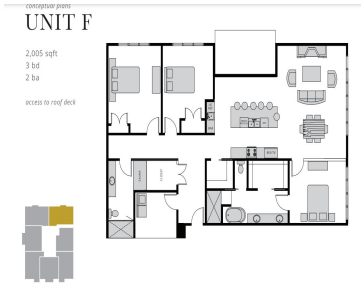 conceptual plans
UNIT F
2,005 sqft
3 bd
2 ba
access to roof deck